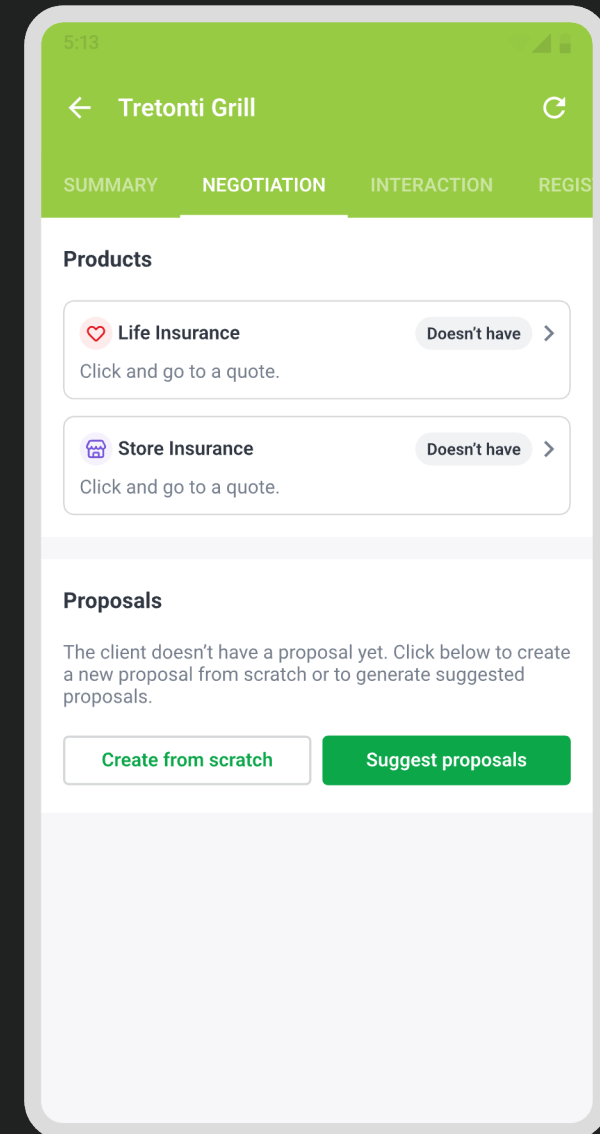 5:13
Tretonti Grill
SUMMARY NEGOTIATION INTERACTION REGIS
Products
Life Insurance Doesn't have
Click and go to a quote.
Store Insurance Doesn't have
Click and go to a quote.
Proposals
The client doesn't have a proposal yet. Click below to create
a new proposal from scratch or to generate suggested
proposals.
Create from scratch Suggest proposals